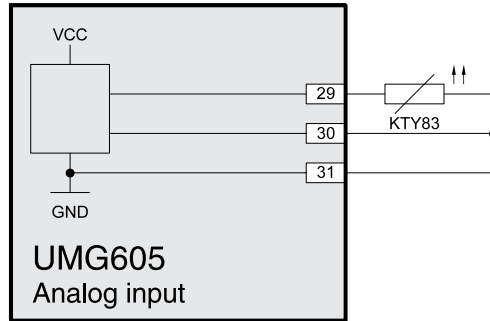 VCC
29
KTY83
30
31
GND
UMG605
Analog input